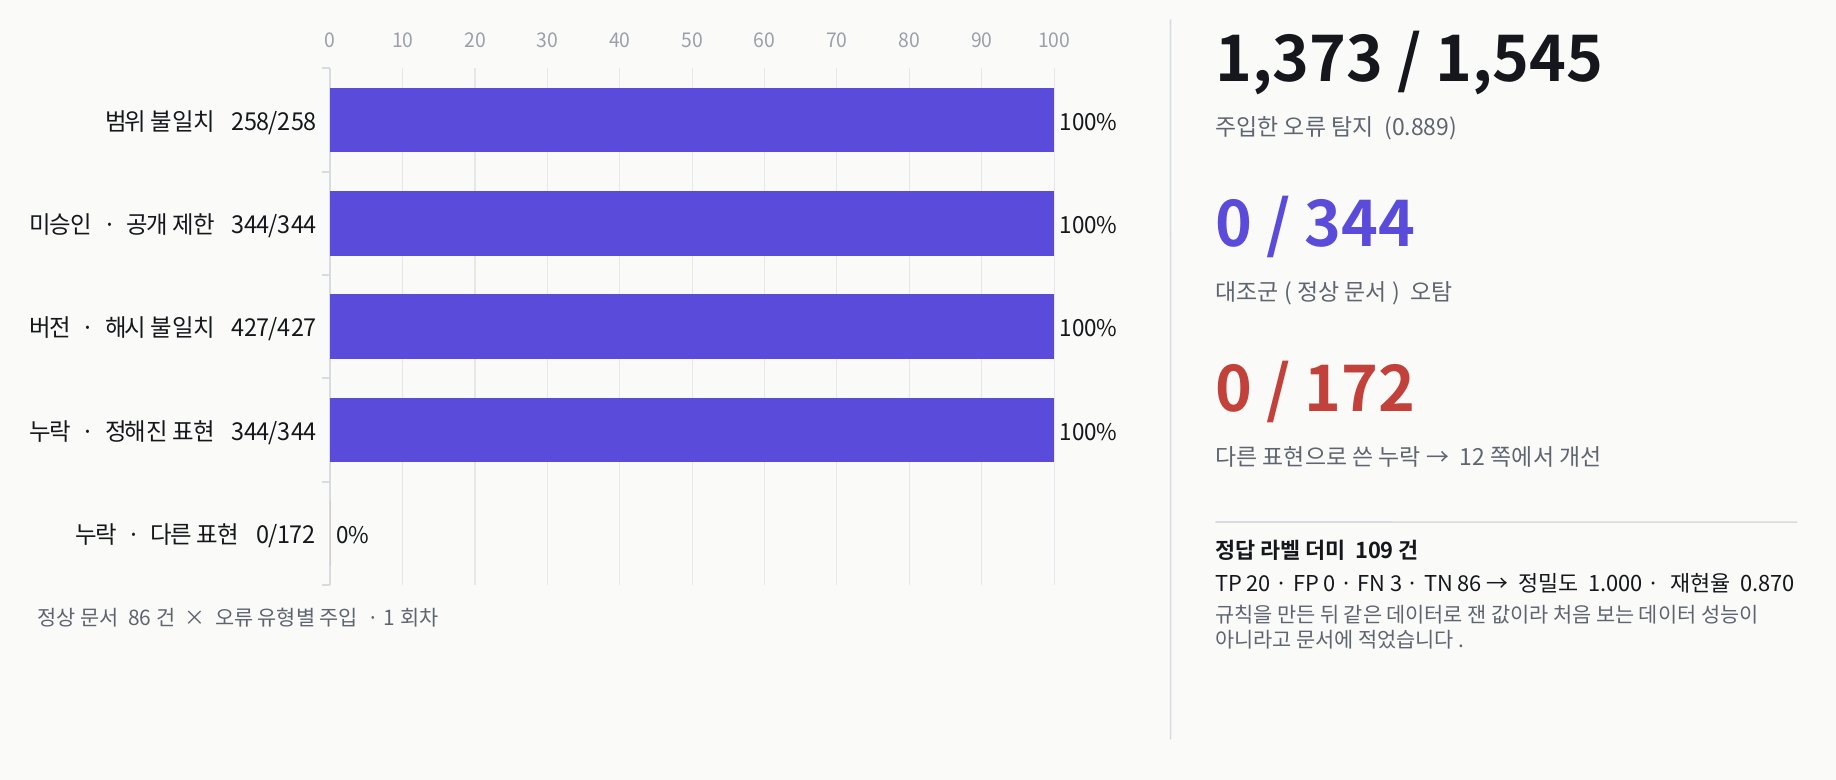 0 10 20 30 40 50 60 70 80 90 100
범위 불일치 258/258 100%
미승인 · 공개 제한 344/344 100%
버전 · 해시 불일치 427/427 100%
누락 · 정해진 표현 344/344 100%
누락 · 다른 표현 0/172 0%
정상 문서 86 건 × 오류 유형별 주입 · 1 회차
1,373 / 1,545
주입한 오류 탐지 (0.889)
0 / 344
대조군 ( 정상 문서 ) 오탐
0 / 172
다른 표현으로 쓴 누락 → 12 쪽에서 개선
정답 라벨 더미 109 건
TP 20 · FP 0 · FN 3 · TN 86 → 정밀도 1.000 · 재현율 0.870
규칙을 만든 뒤 같은 데이터로 잰 값이라 처음 보는 데이터 성능이
아니라고 문서에 적었습니다 .